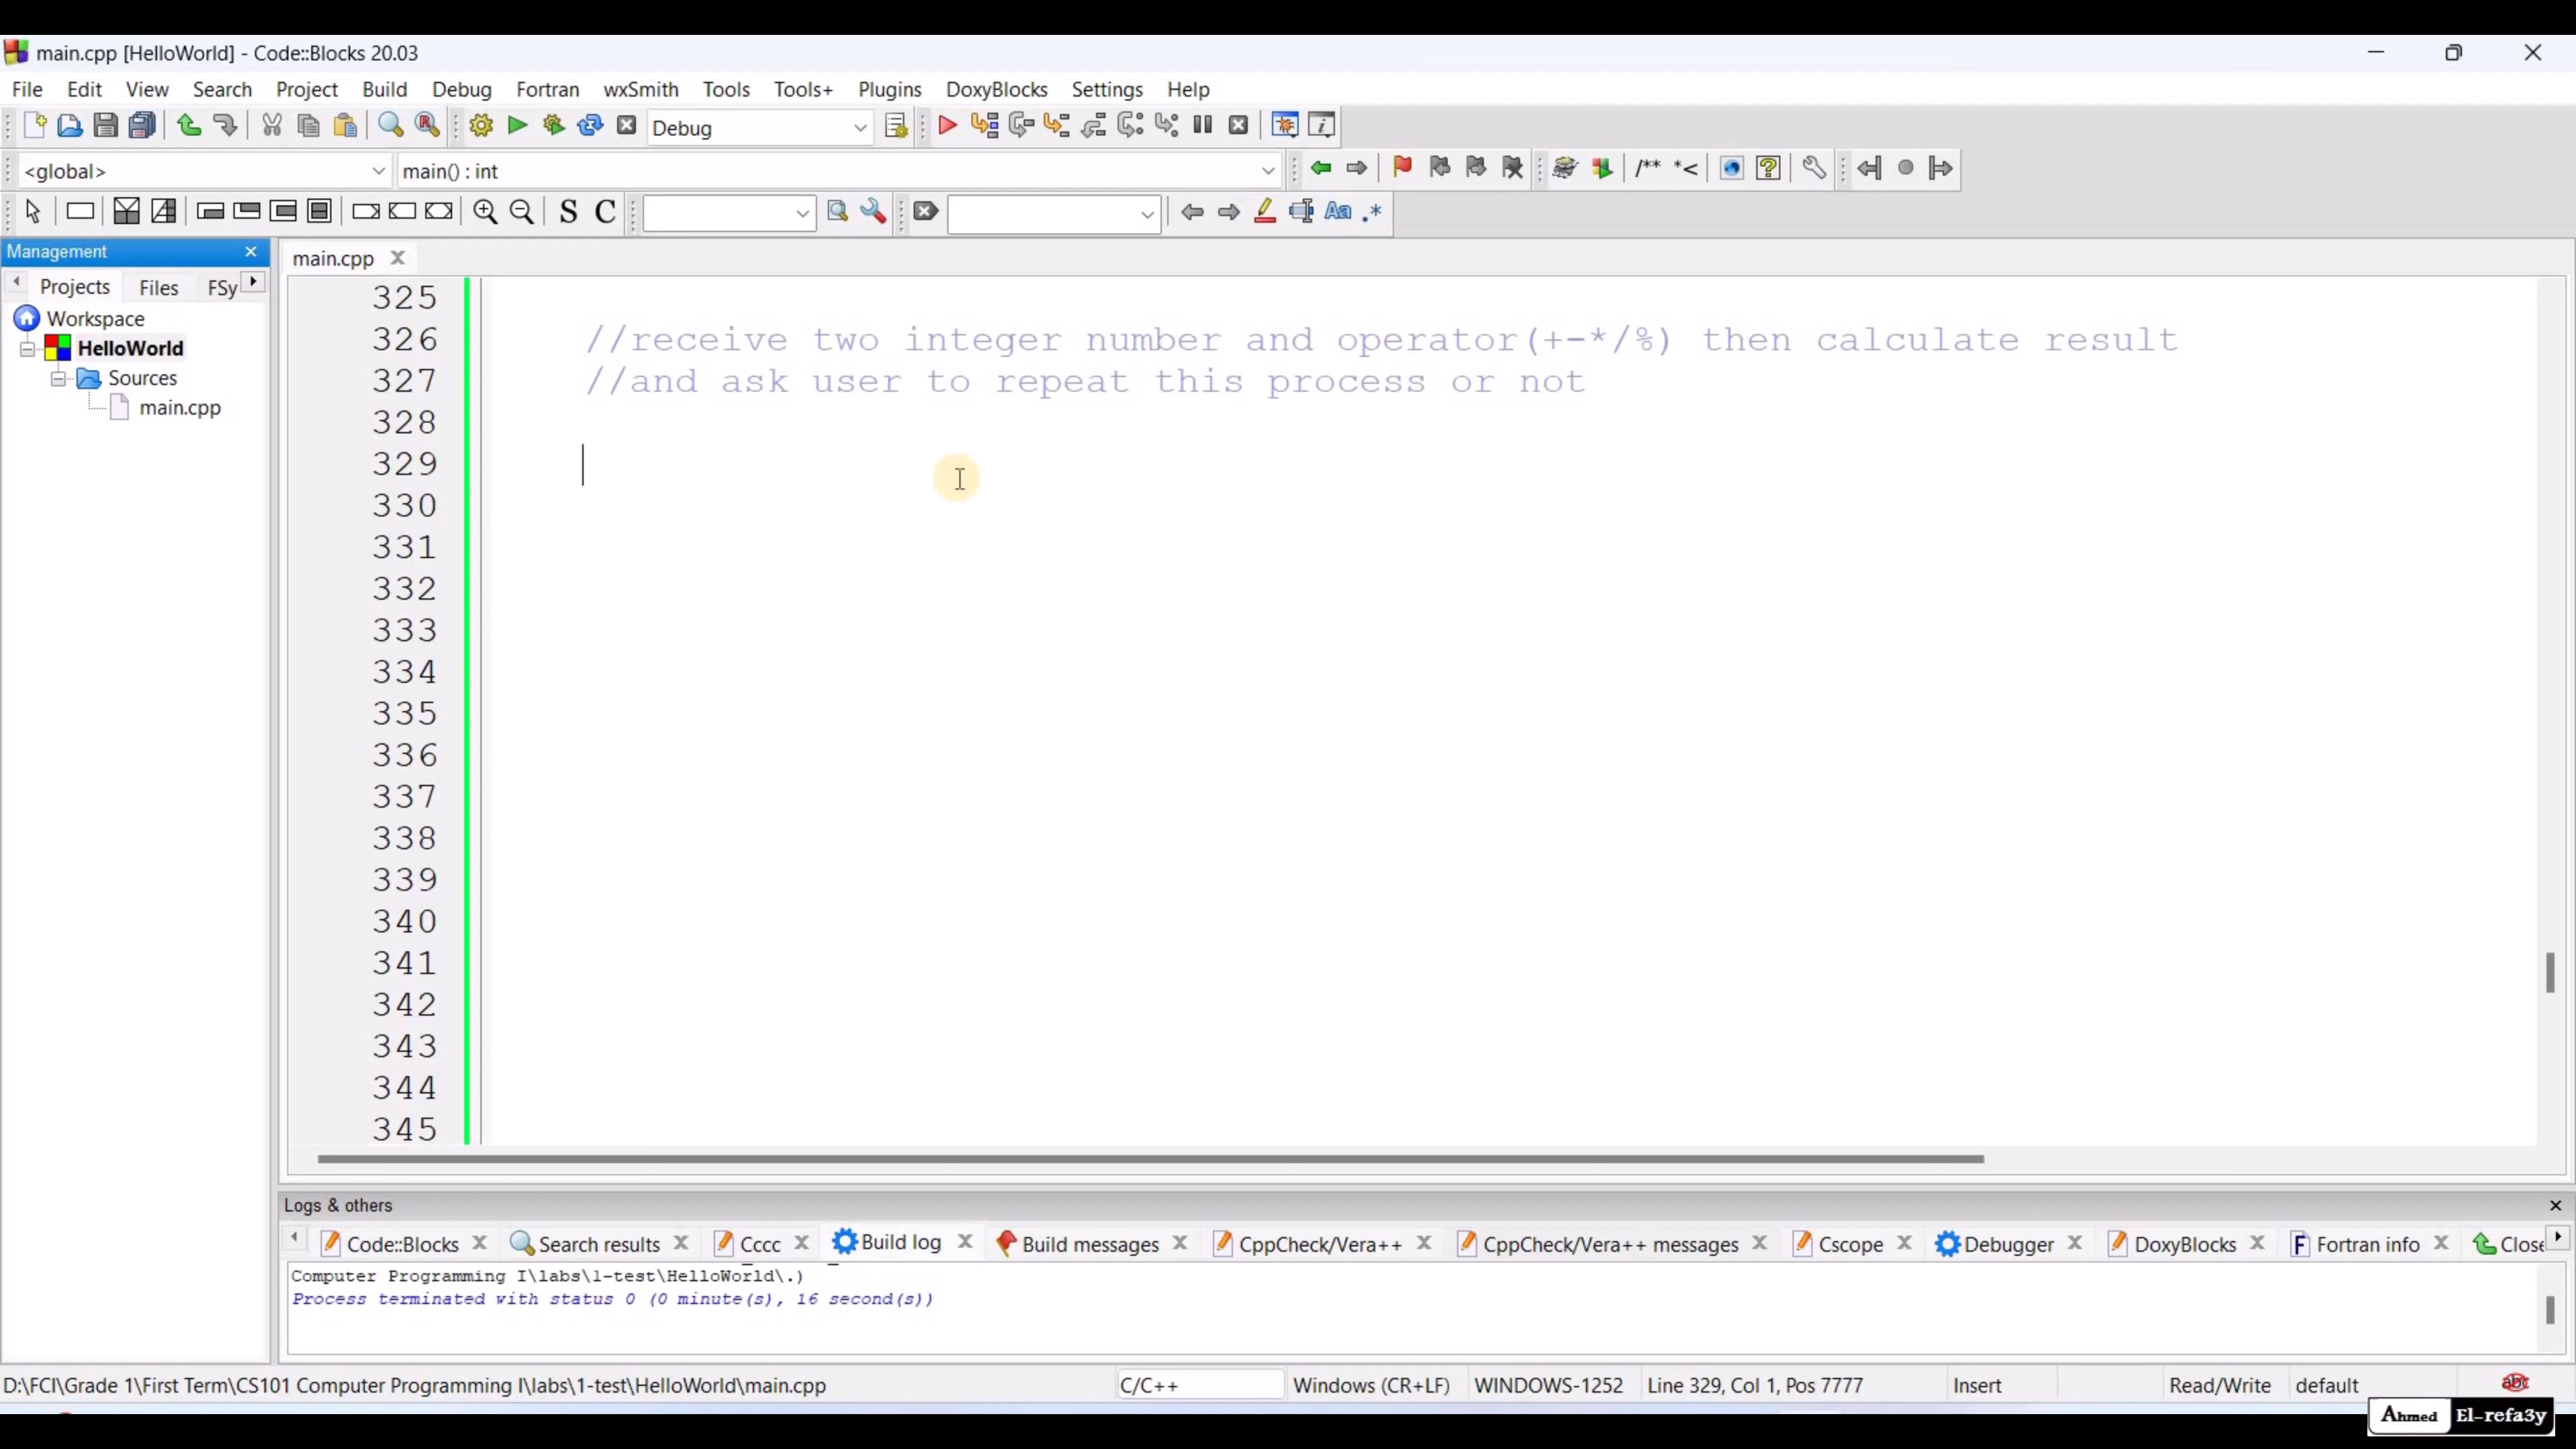 main.cpp [HelloWorld] - Code::Blocks 20.03
File Edit View Search Project Build Debug Fortran wxSmith Tools Tools+ Plugins DoxyBlocks Settings Help
Debug
<global> main() : int
/** *<
S C Aa .*
Management
main.cpp
Projects Files FSy
Workspace
HelloWorld
Sources
main.cpp
325
326 //receive two integer number and operator(+-*/%) then calculate result
327 //and ask user to repeat this process or not
328
329
330
331
332
333
334
335
336
337
338
339
340
341
342
343
344
345
Logs & others
Code::Blocks Search results Cccc Build log Build messages CppCheck/Vera++ CppCheck/Vera++ messages Cscope Debugger DoxyBlocks Fortran info Close
Computer Programming I\labs\1-test\HelloWorld\.)
Process terminated with status 0 (0 minute(s), 16 second(s))
D:\FCI\Grade 1\First Term\CS101 Computer Programming I\labs\1-test\HelloWorld\main.cpp C/C++ Windows (CR+LF) WINDOWS-1252 Line 329, Col 1, Pos 7777 Insert Read/Write default
Ahmed El-refa3y